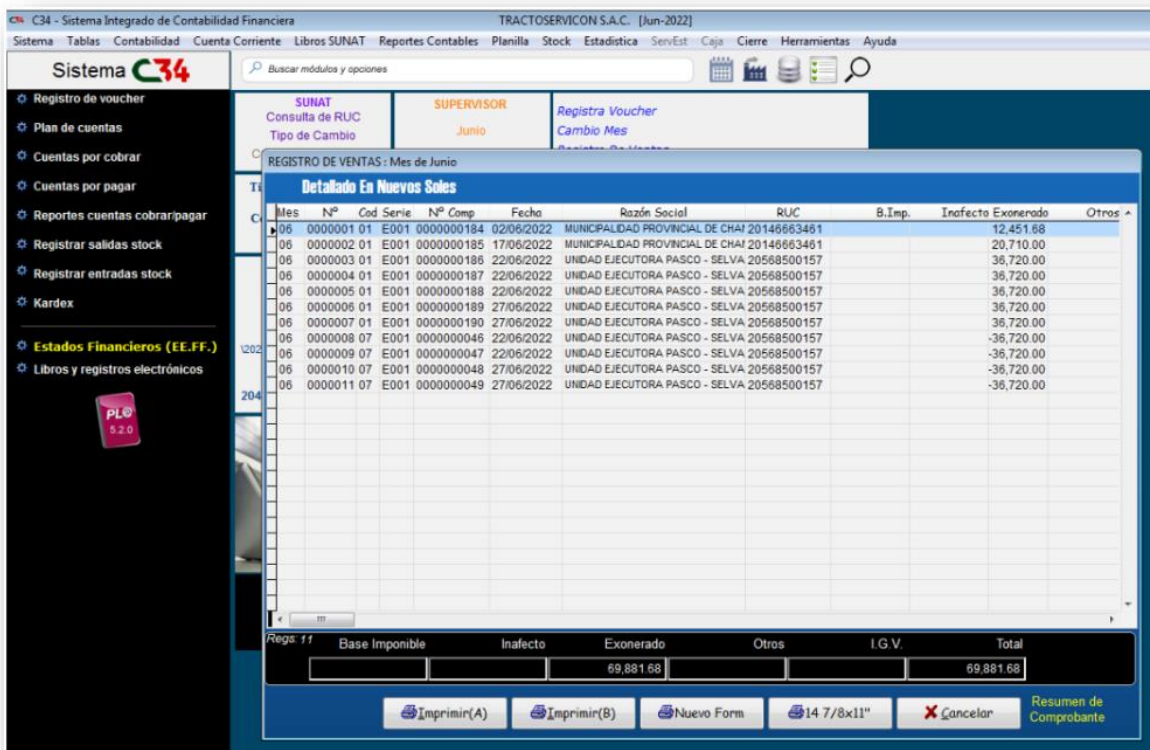 C34 - Sistema Integrado de Contabilidad Financiera TRACTOSERVICON S.A.C. [Jun-2022]
Sistema Tablas Contabilidad Cuenta Corriente Libros SUNAT Reportes Contables Planilla Stock Estadistica ServEst Caja Cierre Herramientas Ayuda
Sistema C34
Buscar módulos y opciones
Registro de voucher
Plan de cuentas
Cuentas por cobrar
Cuentas por pagar
Reportes cuentas cobrar/pagar
Registrar salidas stock
Registrar entradas stock
Kardex
Estados Financieros (EE.FF.)
Libros y registros electrónicos
PLE
5.2.0
SUNAT
Consulta de RUC
Tipo de Cambio
SUPERVISOR
Junio
Registra Voucher
Cambio Mes
REGISTRO DE VENTAS : Mes de Junio
Detallado En Nuevos Soles
Mes Nº Cod Serie Nº Comp Fecha Razón Social RUC B.Imp. Inafecto Exonerado Otros
06 0000001 01 E001 0000000184 02/06/2022 MUNICIPALIDAD PROVINCIAL DE CHAN 20146663461 12,451.68
06 0000002 01 E001 0000000185 17/06/2022 MUNICIPALIDAD PROVINCIAL DE CHAN 20146663461 20,710.00
06 0000003 01 E001 0000000186 22/06/2022 UNIDAD EJECUTORA PASCO - SELVA 20568500157 36,720.00
06 0000004 01 E001 0000000187 22/06/2022 UNIDAD EJECUTORA PASCO - SELVA 20568500157 36,720.00
06 0000005 01 E001 0000000188 22/06/2022 UNIDAD EJECUTORA PASCO - SELVA 20568500157 36,720.00
06 0000006 01 E001 0000000189 27/06/2022 UNIDAD EJECUTORA PASCO - SELVA 20568500157 36,720.00
06 0000007 01 E001 0000000190 27/06/2022 UNIDAD EJECUTORA PASCO - SELVA 20568500157 36,720.00
06 0000008 07 E001 0000000046 22/06/2022 UNIDAD EJECUTORA PASCO - SELVA 20568500157 -36,720.00
06 0000009 07 E001 0000000047 22/06/2022 UNIDAD EJECUTORA PASCO - SELVA 20568500157 -36,720.00
06 0000010 07 E001 0000000048 27/06/2022 UNIDAD EJECUTORA PASCO - SELVA 20568500157 -36,720.00
06 0000011 07 E001 0000000049 27/06/2022 UNIDAD EJECUTORA PASCO - SELVA 20568500157 -36,720.00
Regs: 11 Base Imponible Inafecto Exonerado Otros I.G.V. Total
69,881.68 69,881.68
Imprimir(A) Imprimir(B) Nuevo Form 14 7/8x11" Cancelar
Resumen de
Comprobante